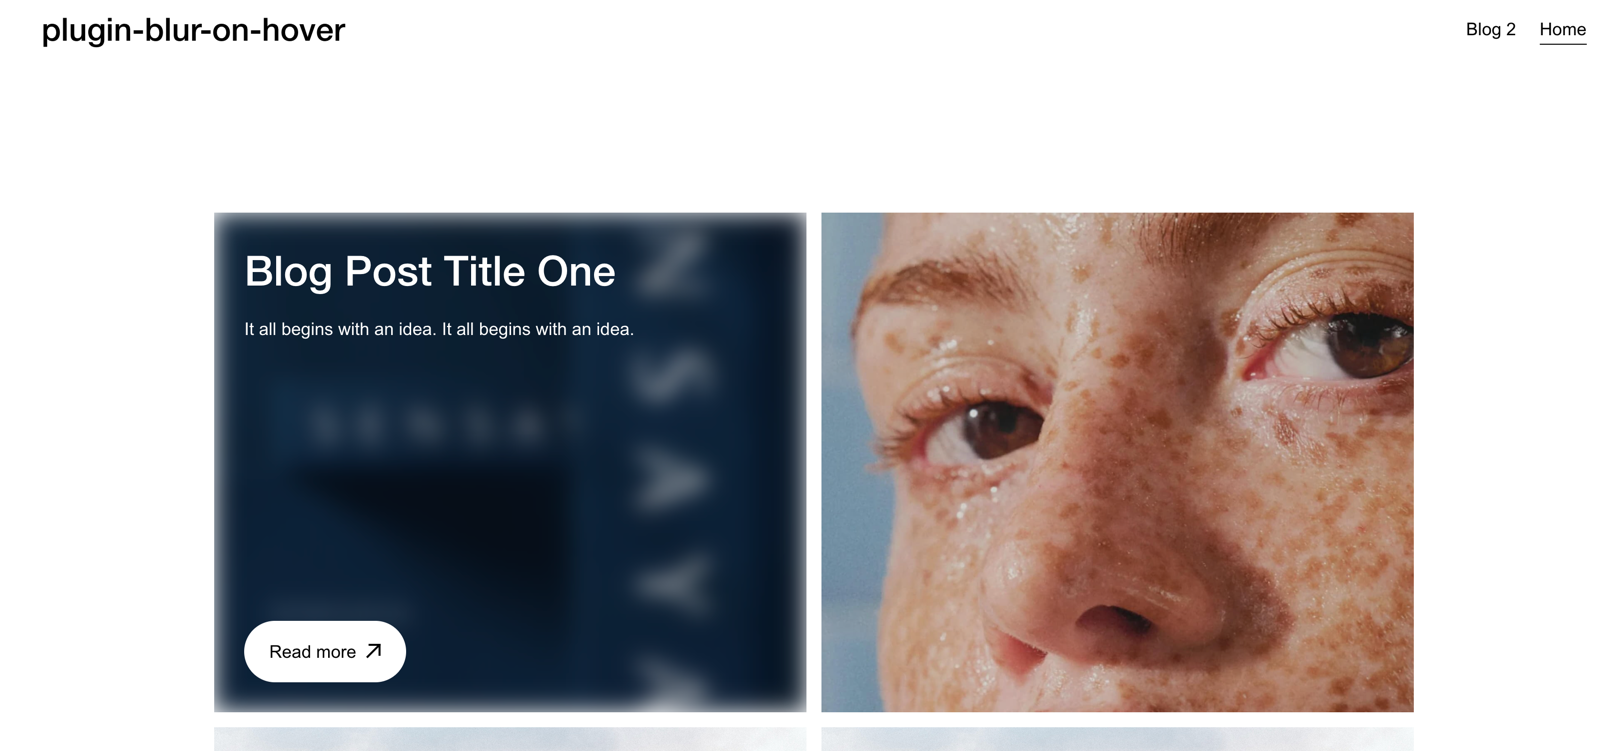 plugin-blur-on-hover
Blog 2 Home
Blog Post Title One
It all begins with an idea. It all begins with an idea.
SENSA
N
S
A
Y
A
Read more